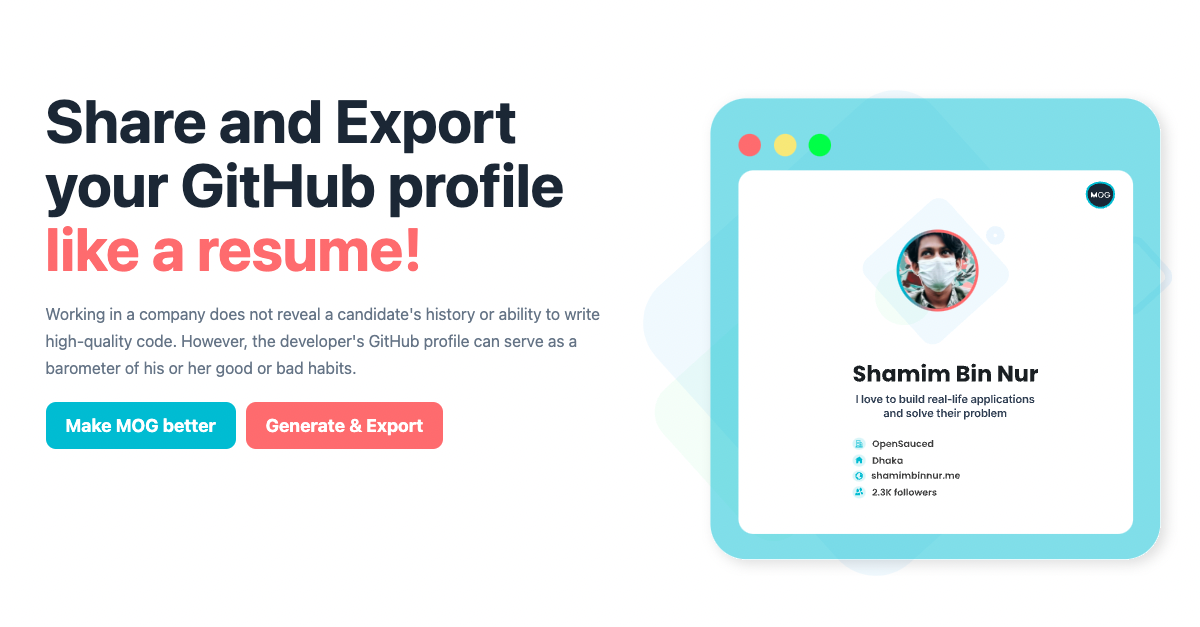 Share and Export
your GitHub profile
like a resume!
Working in a company does not reveal a candidate's history or ability to write
high-quality code. However, the developer's GitHub profile can serve as a
barometer of his or her good or bad habits.
Make MOG better
Generate & Export
MOG
Shamim Bin Nur
I love to build real-life applications
and solve their problem
OpenSauced
Dhaka
shamimbinnur.me
2.3K followers